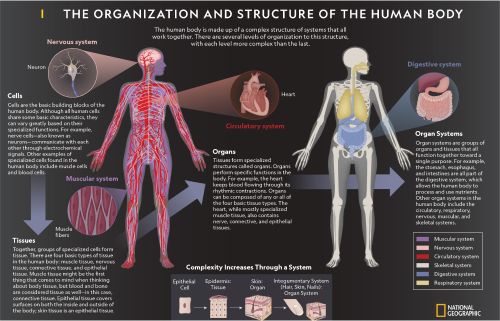 THE ORGANIZATION AND STRUCTURE OF THE HUMAN BODY
The human body is made up of a complex structure of systems that all
work together. There are several levels of organization to this structure,
with each level more complex than the last.
Nervous system
Neuron
Heart
Circulatory system
Digestive system
Cells
Cells are the basic building blocks of the
human body. Although all human cells
share some basic characteristics, they
can vary greatly based on their
specialized functions. For example,
nerve cells—also known as
neurons—communicate with each
other through electrochemical
signals. Other examples of
specialized cells found in the
human body include muscle cells
and blood cells.
Muscular system
Muscle
fibers
Organs
Tissues form specialized
structures called organs. Organs
perform specific functions in the
body. For example, the heart
keeps blood flowing through its
rhythmic contractions. Organs
can be composed of any or all of
the four basic tissue types. The
heart, while mostly specialized
muscle tissue, also contains
nerve, connective, and epithelial
tissues.
Organ Systems
Organ systems are groups of
organs and tissues that all
function together toward a
single purpose. For example,
the stomach, esophagus,
and intestines are all part of
the digestive system, which
allows the human body to
process and use nutrients.
Other organ systems in the
human body include the
circulatory, respiratory,
nervous, muscular, and
skeletal systems.
Tissues
Together, groups of specialized cells form
tissue. There are four basic types of tissue
in the human body: muscle tissue, nervous
tissue, connective tissue, and epithelial
tissue. Muscle tissue might be the first
thing that comes to mind when thinking
about body tissue, but blood and bone
are considered tissue as well—in this case,
connective tissue. Epithelial tissue covers
surfaces on both the inside and outside of
the body; skin tissue is an epithelial tissue.
Complexity Increases Through a System
Epithelial
Cell
Epidermis:
Tissue
Skin:
Organ
Integumentary System
(Hair, Skin, Nails)
Organ System
Muscular system
Nervous system
Circulatory system
Skeletal system
Digestive system
Respiratory system
NATIONAL
GEOGRAPHIC